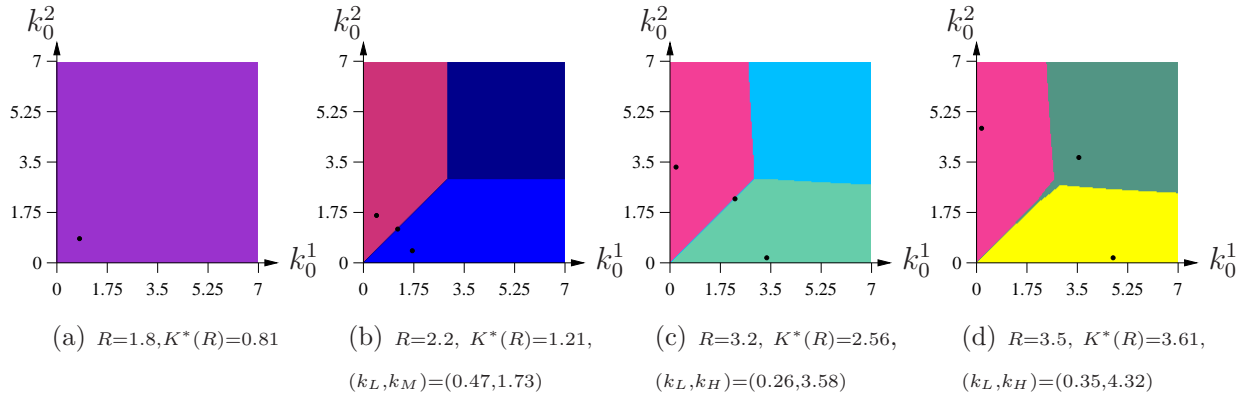 k_0^2 k_0^2 k_0^2 k_0^2
7 7 7 7
5.25 5.25 5.25 5.25
3.5 3.5 3.5 3.5
1.75 1.75 1.75 1.75
0 k_0^1 0 k_0^1 0 k_0^1 0 k_0^1
0 1.75 3.5 5.25 7 0 1.75 3.5 5.25 7 0 1.75 3.5 5.25 7 0 1.75 3.5 5.25 7
(a) R=1.8,K*(R)=0.81
(b) R=2.2, K*(R)=1.21,
(k_L,k_M)=(0.47,1.73)
(c) R=3.2, K*(R)=2.56,
(k_L,k_H)=(0.26,3.58)
(d) R=3.5, K*(R)=3.61,
(k_L,k_H)=(0.35,4.32)